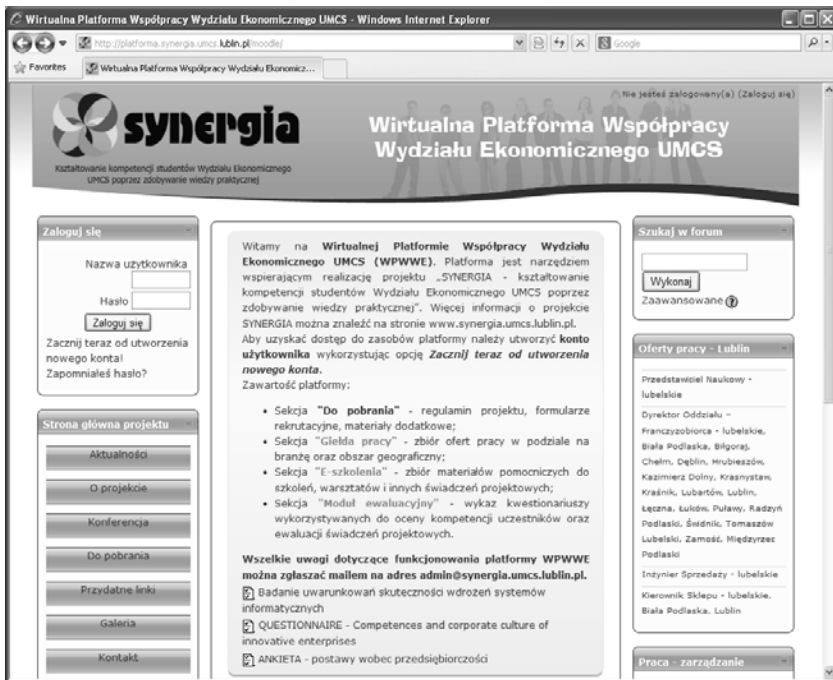 Wirtualna Platforma Współpracy Wydziału Ekonomicznego UMCS - Windows Internet Explorer
http://platforma.synergia.umcs.lublin.pl/moodle/
Google
Favorites
Wirtualna Platforma Współpracy Wydziału Ekonomicz...
Nie jesteś zalogowany(a) (Zaloguj się)
synergia
Kształtowanie kompetencji studentów Wydziału Ekonomicznego
UMCS poprzez zdobywanie wiedzy praktycznej
Wirtualna Platforma Współpracy
Wydziału Ekonomicznego UMCS
Zaloguj się
Nazwa użytkownika
Hasło
Zaloguj się
Zacznij teraz od utworzenia
nowego konta!
Zapomniałeś hasło?
Strona główna projektu
Aktualności
O projekcie
Konferencja
Do pobrania
Przydatne linki
Galeria
Kontakt
Witamy na Wirtualnej Platformie Współpracy Wydziału
Ekonomicznego UMCS (WPWWE). Platforma jest narzędziem
wspierającym realizację projektu „SYNERGIA - kształtowanie
kompetencji studentów Wydziału Ekonomicznego UMCS poprzez
zdobywanie wiedzy praktycznej”. Więcej informacji o projekcie
SYNERGIA można znaleźć na stronie www.synergia.umcs.lublin.pl.
Aby uzyskać dostęp do zasobów platformy należy utworzyć konto
użytkownika wykorzystując opcję Zacznij teraz od utworzenia
nowego konta.
Zawartość platformy:
• Sekcja "Do pobrania" - regulamin projektu, formularze
rekrutacyjne, materiały dodatkowe;
• Sekcja "Giełda pracy" - zbiór ofert pracy w podziale na
branżę oraz obszar geograficzny;
• Sekcja "E-szkolenia" - zbiór materiałów pomocniczych do
szkoleń, warsztatów i innych świadczeń projektowych;
• Sekcja "Moduł ewaluacyjny" - wykaz kwestionariuszy
wykorzystywanych do oceny kompetencji uczestników oraz
ewaluacji świadczeń projektowych.
Wszelkie uwagi dotyczące funkcjonowania platformy WPWWE
można zgłaszać mailem na adres admin@synergia.umcs.lublin.pl.
Badanie uwarunkowań skuteczności wdrożeń systemów
informatycznych
QUESTIONNAIRE - Competences and corporate culture of
innovative enterprises
ANKIETA - postawy wobec przedsiębiorczości
Szukaj w forum
Wykonaj
Zaawansowane
Oferty pracy - Lublin
Przedstawiciel Naukowy -
lubelskie
Dyrektor Oddziału –
Franczyzobiorca - lubelskie,
Biała Podlaska, Biłgoraj,
Chełm, Dęblin, Hrubieszów,
Kazimierz Dolny, Krasnystaw,
Kraśnik, Lubartów, Lublin,
Łęczna, Łuków, Puławy, Radzyń
Podlaski, Świdnik, Tomaszów
Lubelski, Zamość, Międzyrzec
Podlaski
Inżynier Sprzedaży - lubelskie
Kierownik Sklepu - lubelskie,
Biała Podlaska, Lublin
Praca - zarządzanie